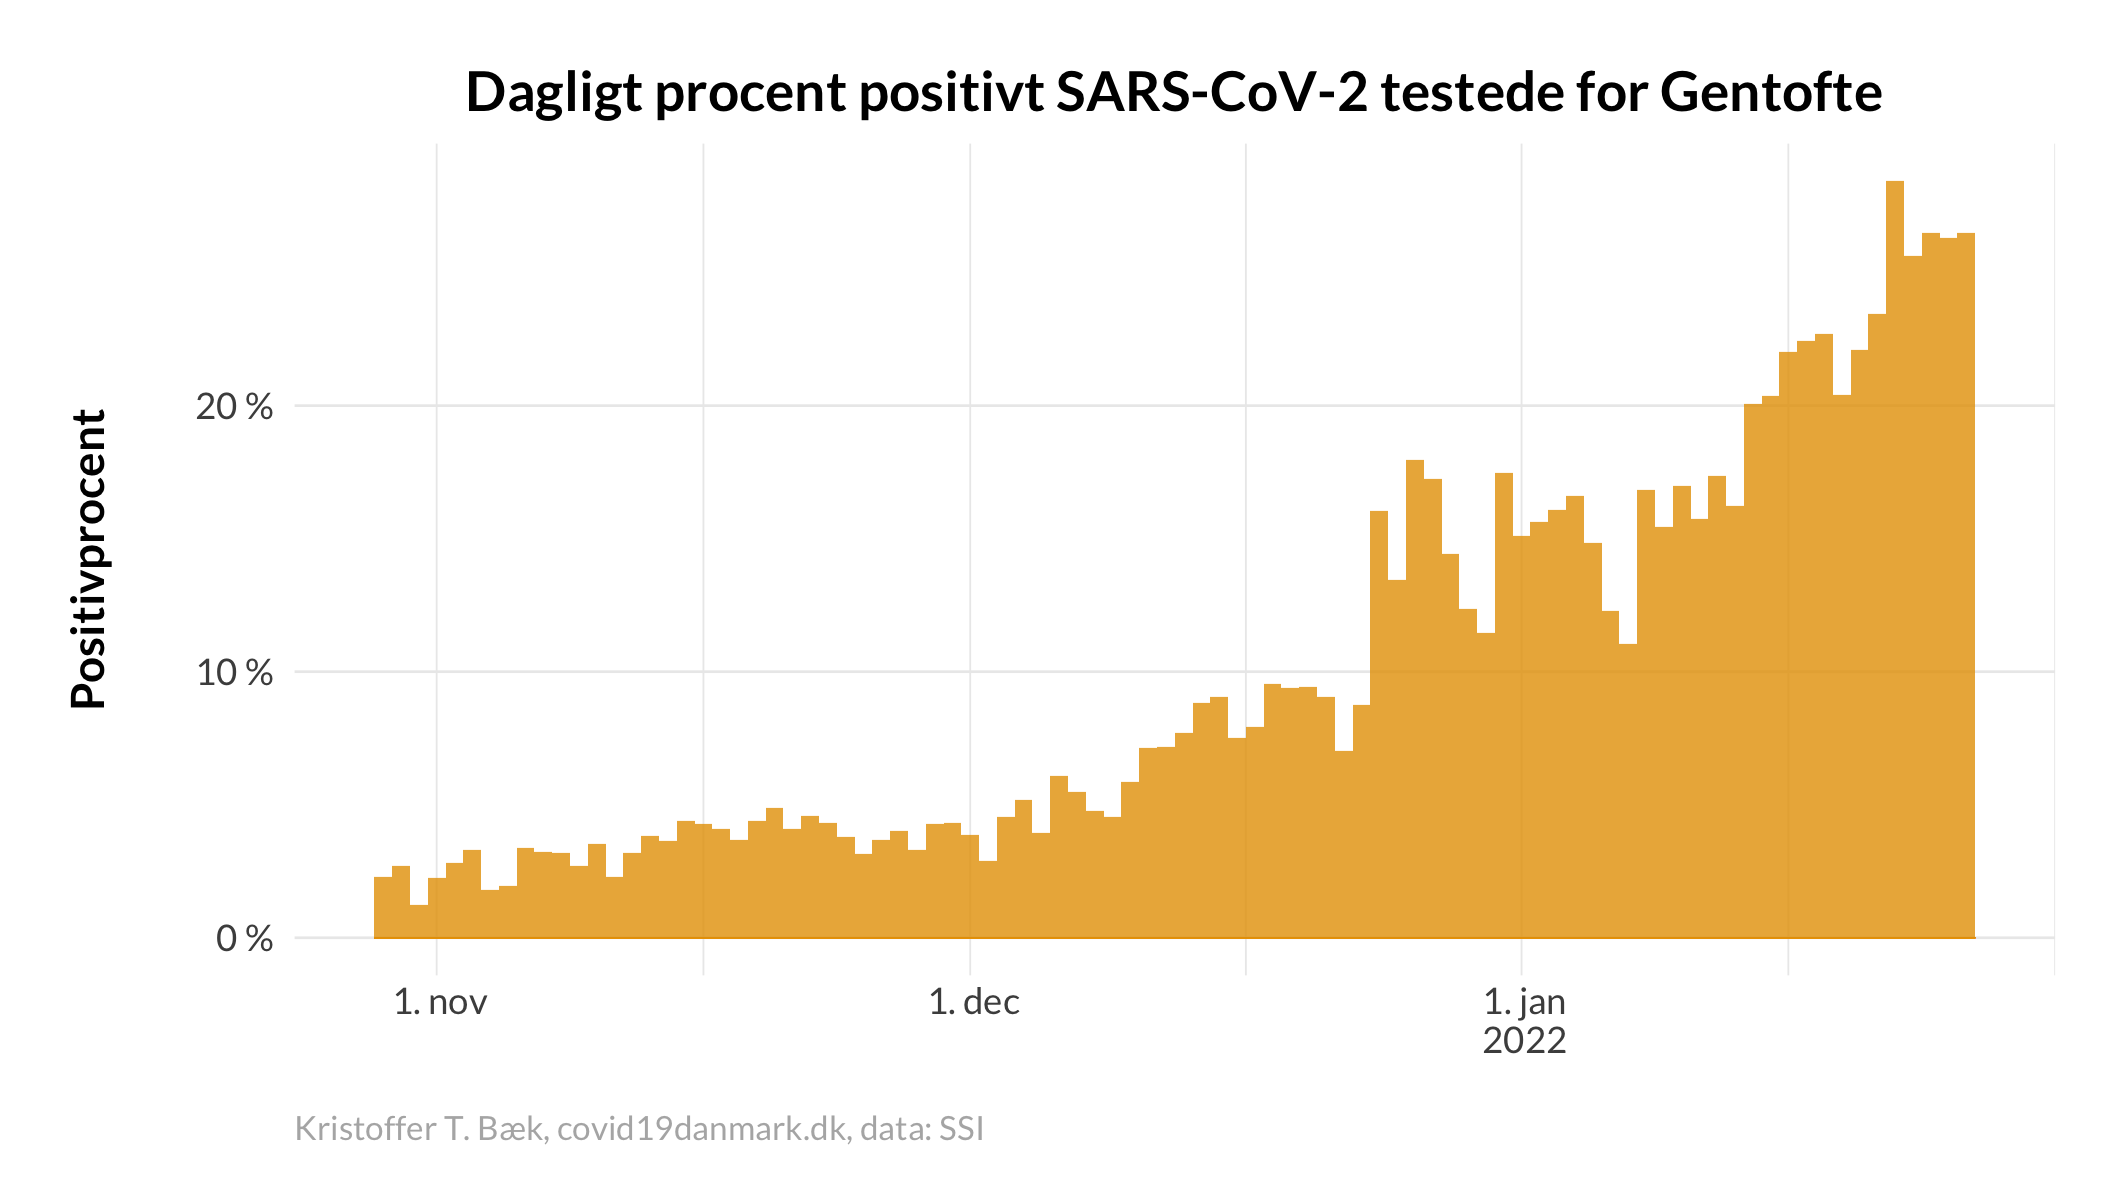 Dagligt procent positivt SARS-CoV-2 testede for Gentofte
Positivprocent
20 %
10 %
0 %
1. nov
1. dec
1. jan
2022
Kristoffer T. Bæk, covid19danmark.dk, data: SSI